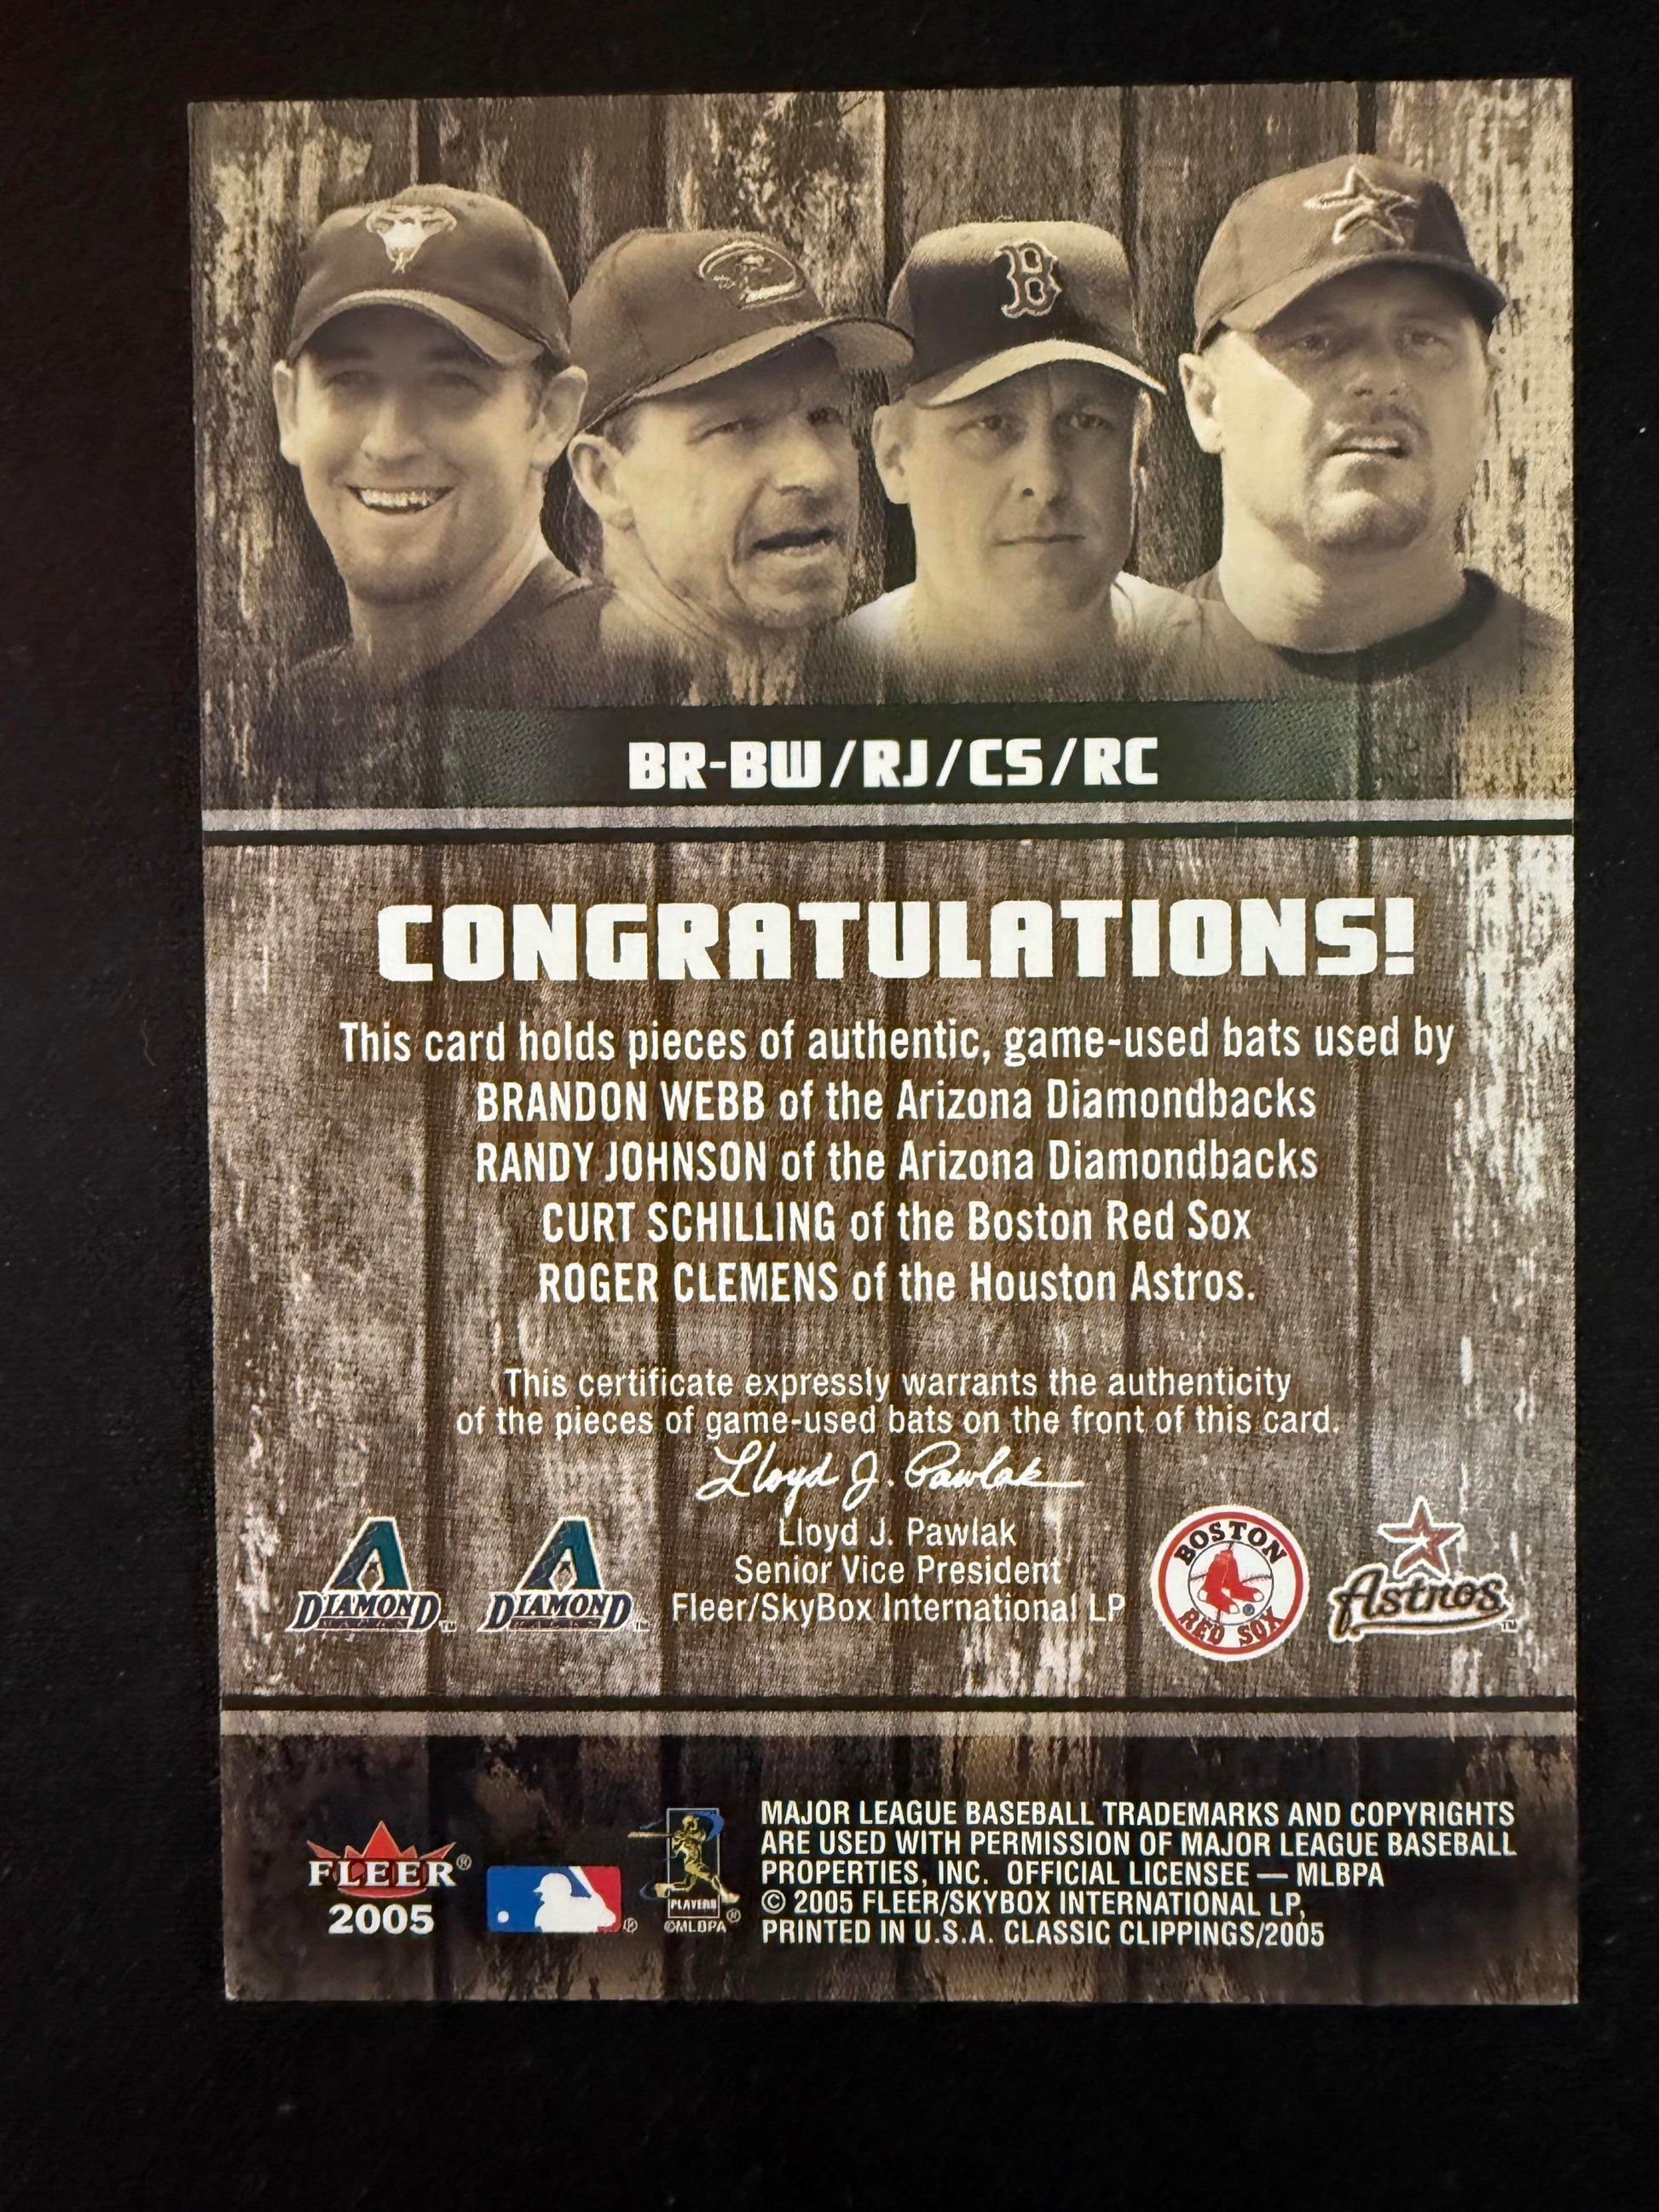 B
BR-BW/RJ/CS/RC
CONGRATULATIONS!
This card holds pieces of authentic, game-used bats used by
BRANDON WEBB of the Arizona Diamondbacks
RANDY JOHNSON of the Arizona Diamondbacks
CURT SCHILLING of the Boston Red Sox
ROGER CLEMENS of the Houston Astros.
This certificate expressly warrants the authenticity
of the pieces of game-used bats on the front of this card.
Lloyd J. Pawlak
Lloyd J. Pawlak
Senior Vice President
Fleer/SkyBox International LP
A
DIAMOND
™
A
DIAMOND
™
BOSTON
RED SOX
®
Astros
™
FLEER®
2005
®
PLAYERS
®
©MLBPA
MAJOR LEAGUE BASEBALL TRADEMARKS AND COPYRIGHTS
ARE USED WITH PERMISSION OF MAJOR LEAGUE BASEBALL
PROPERTIES, INC. OFFICIAL LICENSEE — MLBPA
© 2005 FLEER/SKYBOX INTERNATIONAL LP,
PRINTED IN U.S.A. CLASSIC CLIPPINGS/2005